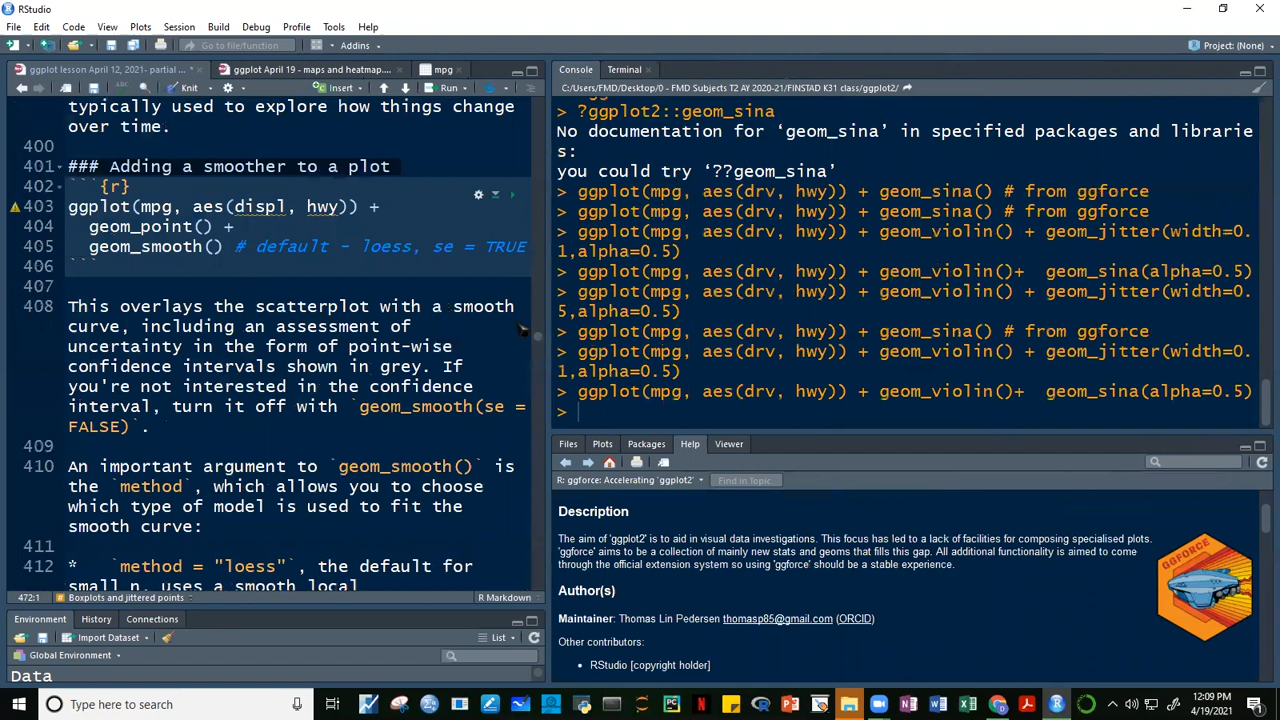 RStudio
File Edit Code View Plots Session Build Debug Profile Tools Help
Go to file/function Addins Project: (None)
ggplot lesson April 12, 2021- partial ... * ggplot April 19 - maps and heatmap.... mpg
Knit Insert Run
typically used to explore how things change
over time.
400
401 ### Adding a smoother to a plot
402 ```{r}
403 ggplot(mpg, aes(displ, hwy)) +
404 geom_point() +
405 geom_smooth() # default - loess, se = TRUE
406 ```
407
408 This overlays the scatterplot with a smooth
curve, including an assessment of
uncertainty in the form of point-wise
confidence intervals shown in grey. If
you're not interested in the confidence
interval, turn it off with `geom_smooth(se =
FALSE)`.
409
410 An important argument to `geom_smooth()` is
the `method`, which allows you to choose
which type of model is used to fit the
smooth curve:
411
412 * `method = "loess"`, the default for
small n, uses a smooth local
472:1 Boxplots and jittered points R Markdown
Environment History Connections
Import Dataset List
Global Environment
Data
Console Terminal
C:/Users/FMD/Desktop/0 - FMD Subjects T2 AY 2020-21/FINSTAD K31 class/ggplot2/
> ?ggplot2::geom_sina
No documentation for ‘geom_sina’ in specified packages and librarie
s:
you could try ‘??geom_sina’
> ggplot(mpg, aes(drv, hwy)) + geom_sina() # from ggforce
> ggplot(mpg, aes(drv, hwy)) + geom_sina() # from ggforce
> ggplot(mpg, aes(drv, hwy)) + geom_violin() + geom_jitter(width=0.
1,alpha=0.5)
> ggplot(mpg, aes(drv, hwy)) + geom_violin()+ geom_sina(alpha=0.5)
> ggplot(mpg, aes(drv, hwy)) + geom_violin() + geom_jitter(width=0.
5,alpha=0.5)
> ggplot(mpg, aes(drv, hwy)) + geom_sina() # from ggforce
> ggplot(mpg, aes(drv, hwy)) + geom_violin() + geom_jitter(width=0.
1,alpha=0.5)
> ggplot(mpg, aes(drv, hwy)) + geom_violin()+ geom_sina(alpha=0.5)
>
Files Plots Packages Help Viewer
R: ggforce: Accelerating 'ggplot2' Find in Topic
Description
The aim of 'ggplot2' is to aid in visual data investigations. This focus has led to a lack of facilities for composing specialised plots.
'ggforce' aims to be a collection of mainly new stats and geoms that fills this gap. All additional functionality is aimed to come
through the official extension system so using 'ggforce' should be a stable experience.
Author(s)
Maintainer: Thomas Lin Pedersen thomasp85@gmail.com (ORCID)
Other contributors:
• RStudio [copyright holder]
GGFORCE
Type here to search
12:09 PM
4/19/2021